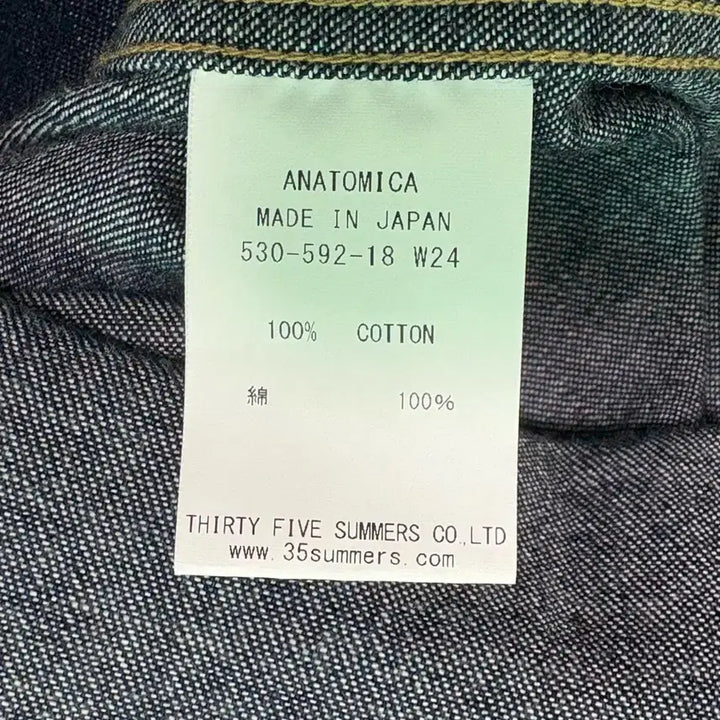 ANATOMICA
MADE IN JAPAN
530-592-18 W24
100% COTTON
綿 100%
THIRTY FIVE SUMMERS CO.,LTD
www.35summers.com